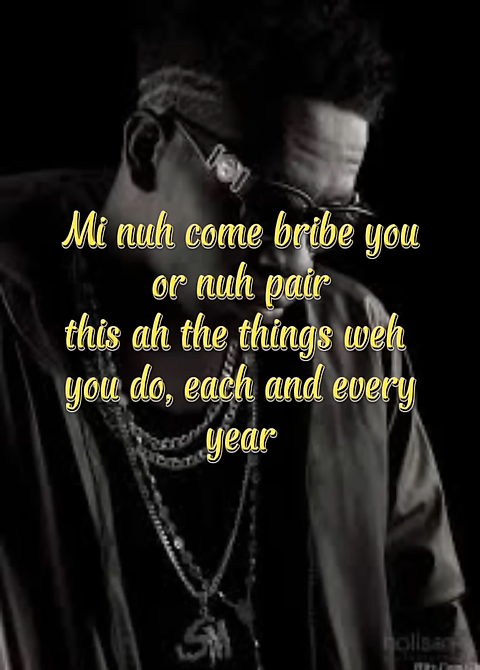 Mi nuh come bribe you
or nuh pair
this ah the things weh
you do, each and every
year
SM